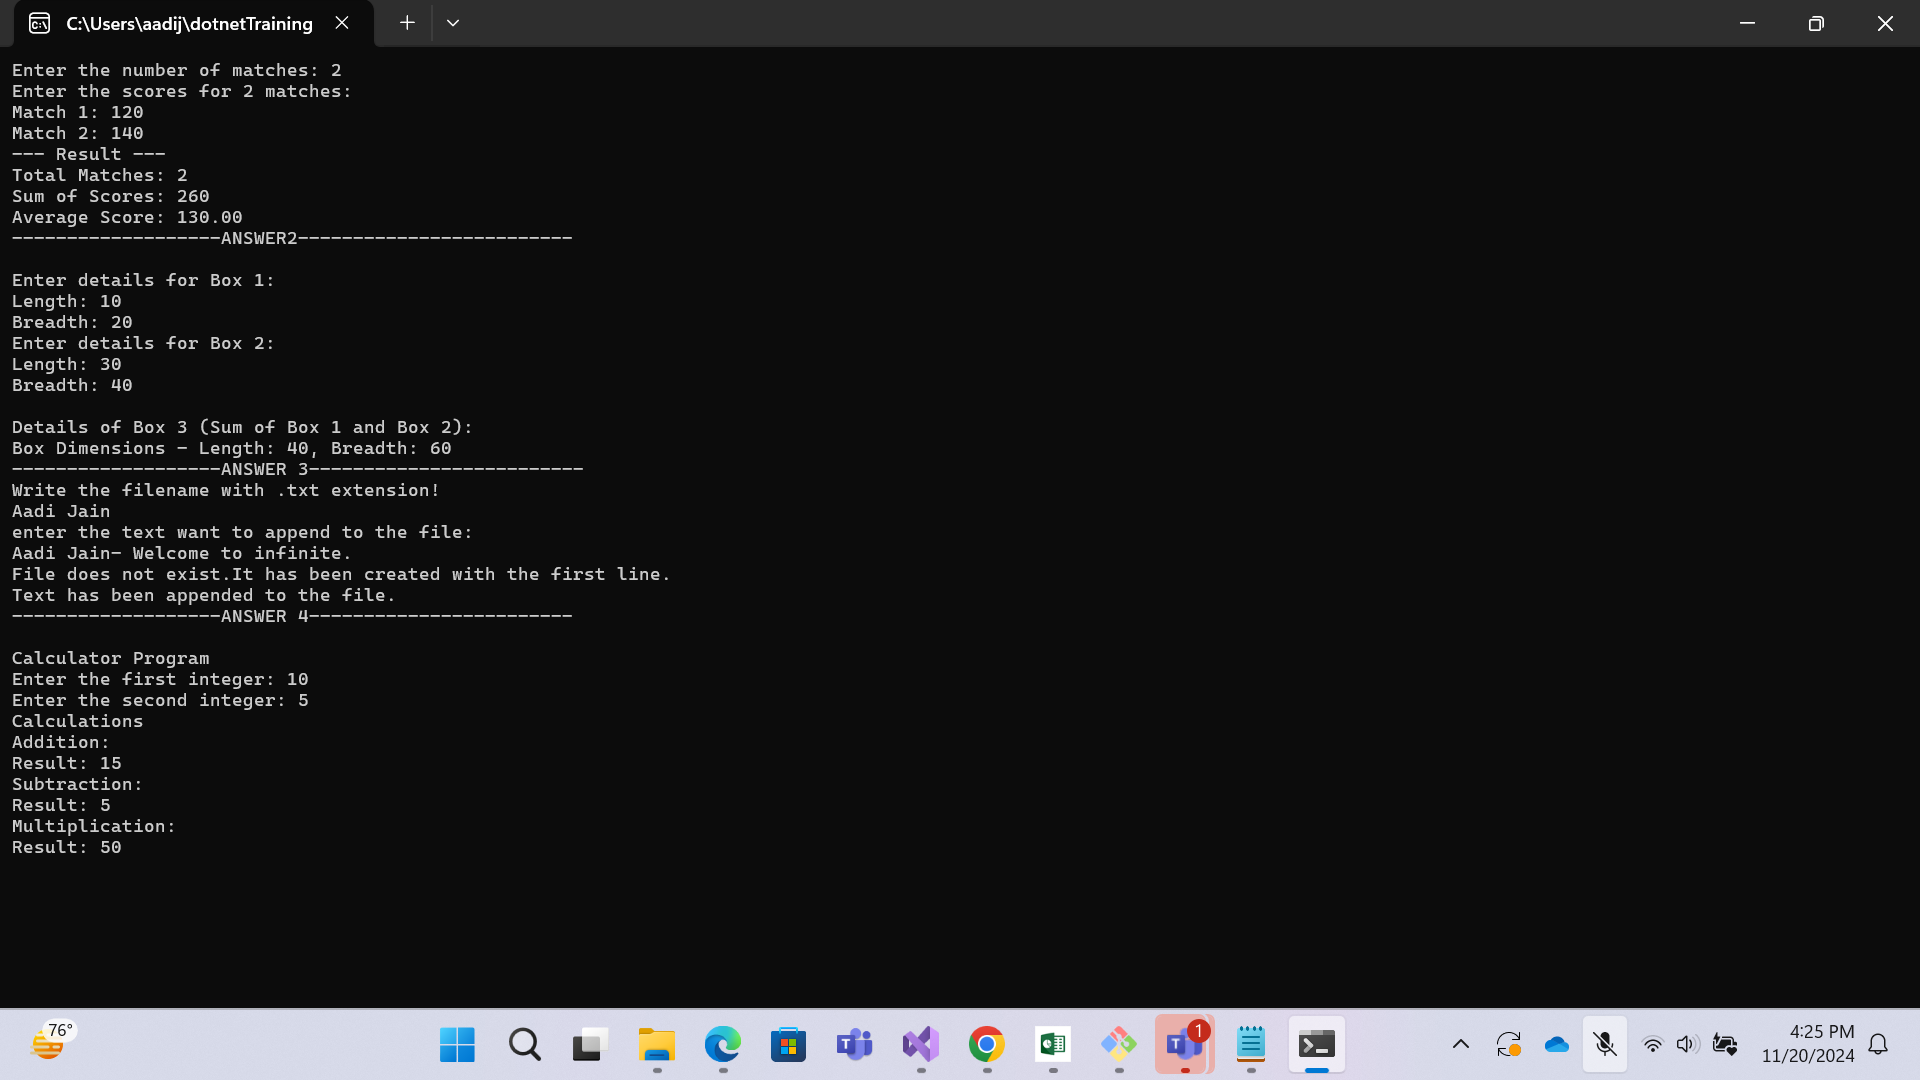 C:\Users\aadij\dotnetTraining
Enter the number of matches: 2
Enter the scores for 2 matches:
Match 1: 120
Match 2: 140
--- Result ---
Total Matches: 2
Sum of Scores: 260
Average Score: 130.00
-------------------ANSWER2-------------------------
Enter details for Box 1:
Length: 10
Breadth: 20
Enter details for Box 2:
Length: 30
Breadth: 40
Details of Box 3 (Sum of Box 1 and Box 2):
Box Dimensions - Length: 40, Breadth: 60
-------------------ANSWER 3-------------------------
Write the filename with .txt extension!
Aadi Jain
enter the text want to append to the file:
Aadi Jain- Welcome to infinite.
File does not exist.It has been created with the first line.
Text has been appended to the file.
-------------------ANSWER 4------------------------
Calculator Program
Enter the first integer: 10
Enter the second integer: 5
Calculations
Addition:
Result: 15
Subtraction:
Result: 5
Multiplication:
Result: 50
76°
1
4:25 PM
11/20/2024